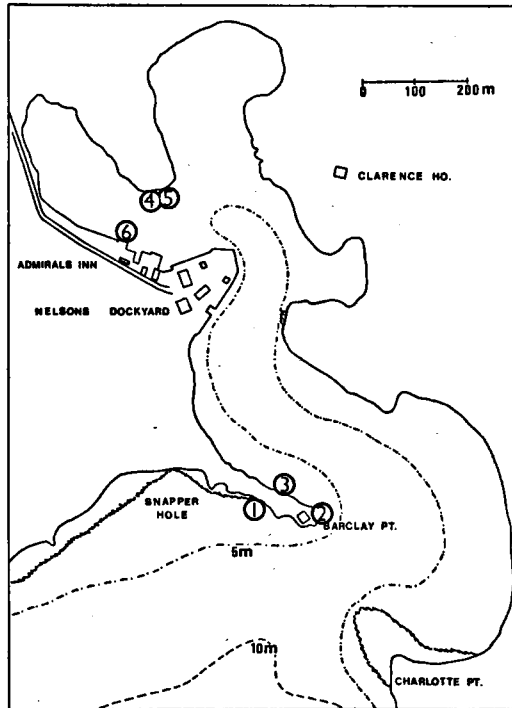 0 100 200 m
CLARENCE HO.
4 5
6
ADMIRALS INN
NELSONS DOCKYARD
3
SNAPPER
HOLE
1
2
BARCLAY PT.
6m
10m
CHARLOTTE PT.